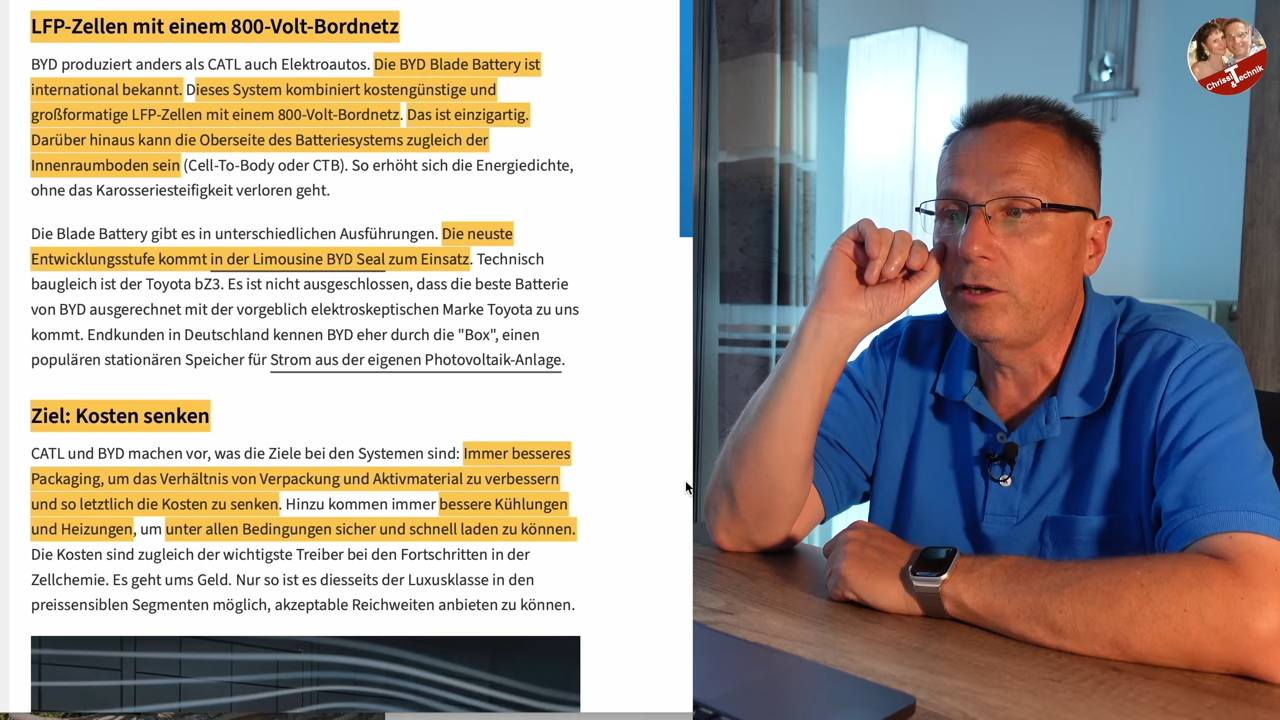 LFP-Zellen mit einem 800-Volt-Bordnetz
BYD produziert anders als CATL auch Elektroautos. Die BYD Blade Battery ist
international bekannt. Dieses System kombiniert kostengünstige und
großformatige LFP-Zellen mit einem 800-Volt-Bordnetz. Das ist einzigartig.
Darüber hinaus kann die Oberseite des Batteriesystems zugleich der
Innenraumboden sein (Cell-To-Body oder CTB). So erhöht sich die Energiedichte,
ohne das Karosseriesteifigkeit verloren geht.
Die Blade Battery gibt es in unterschiedlichen Ausführungen. Die neuste
Entwicklungsstufe kommt in der Limousine BYD Seal zum Einsatz. Technisch
baugleich ist der Toyota bZ3. Es ist nicht ausgeschlossen, dass die beste Batterie
von BYD ausgerechnet mit der vorgeblich elektroskeptischen Marke Toyota zu uns
kommt. Endkunden in Deutschland kennen BYD eher durch die "Box", einen
populären stationären Speicher für Strom aus der eigenen Photovoltaik-Anlage.
Ziel: Kosten senken
CATL und BYD machen vor, was die Ziele bei den Systemen sind: Immer besseres
Packaging, um das Verhältnis von Verpackung und Aktivmaterial zu verbessern
und so letztlich die Kosten zu senken. Hinzu kommen immer bessere Kühlungen
und Heizungen, um unter allen Bedingungen sicher und schnell laden zu können.
Die Kosten sind zugleich der wichtigste Treiber bei den Fortschritten in der
Zellchemie. Es geht ums Geld. Nur so ist es diesseits der Luxusklasse in den
preissensiblen Segmenten möglich, akzeptable Reichweiten anbieten zu können.
Chrissi & Technik